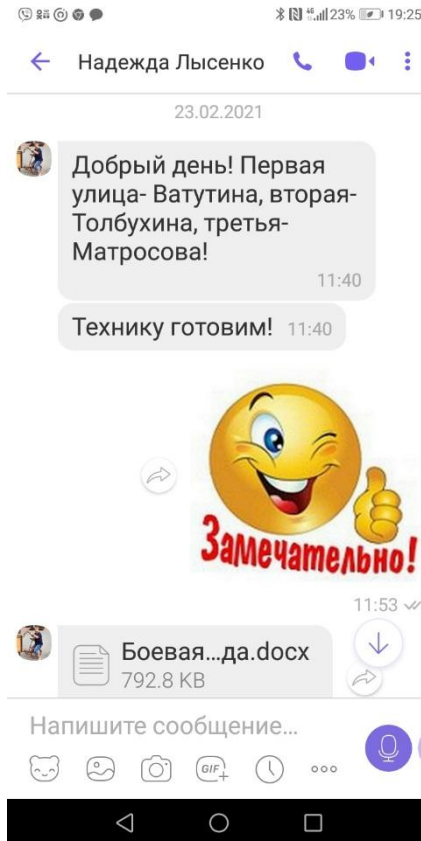 23% 19:25
Надежда Лысенко
23.02.2021
Добрый день! Первая
улица- Ватутина, вторая-
Толбухина, третья-
Матросова!
11:40
Технику готовим! 11:40
Замечательно!
11:53
Боевая...да.docx
792.8 KB
Напишите сообщение...
GIF